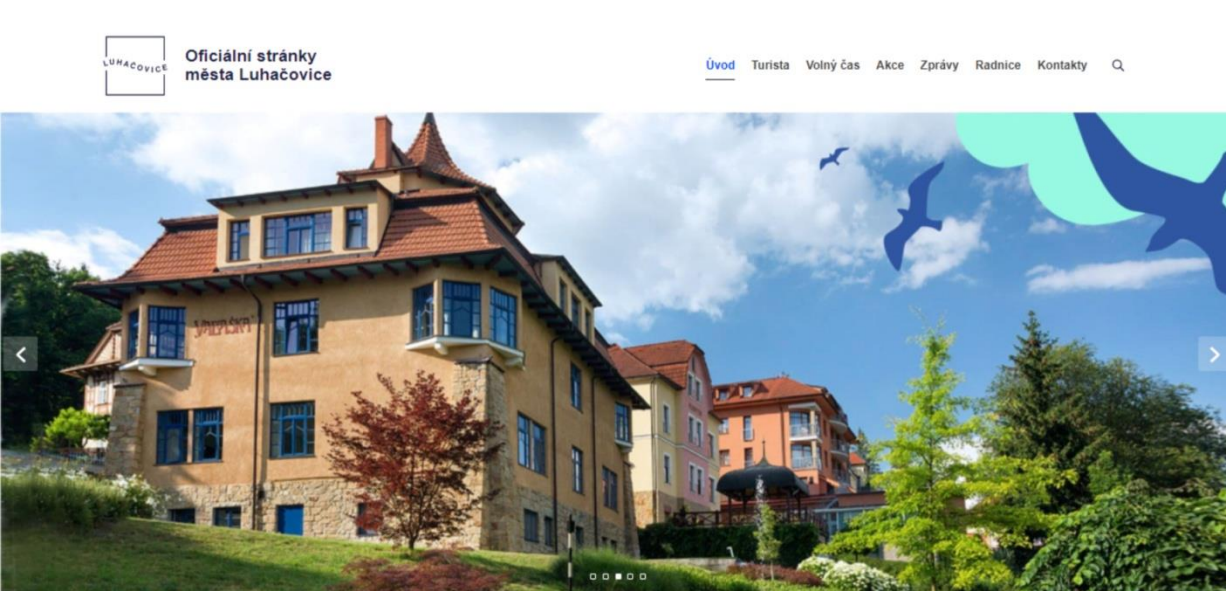 LUHAČOVICE
Oficiální stránky
města Luhačovice
Úvod Turista Volný čas Akce Zprávy Radnice Kontakty